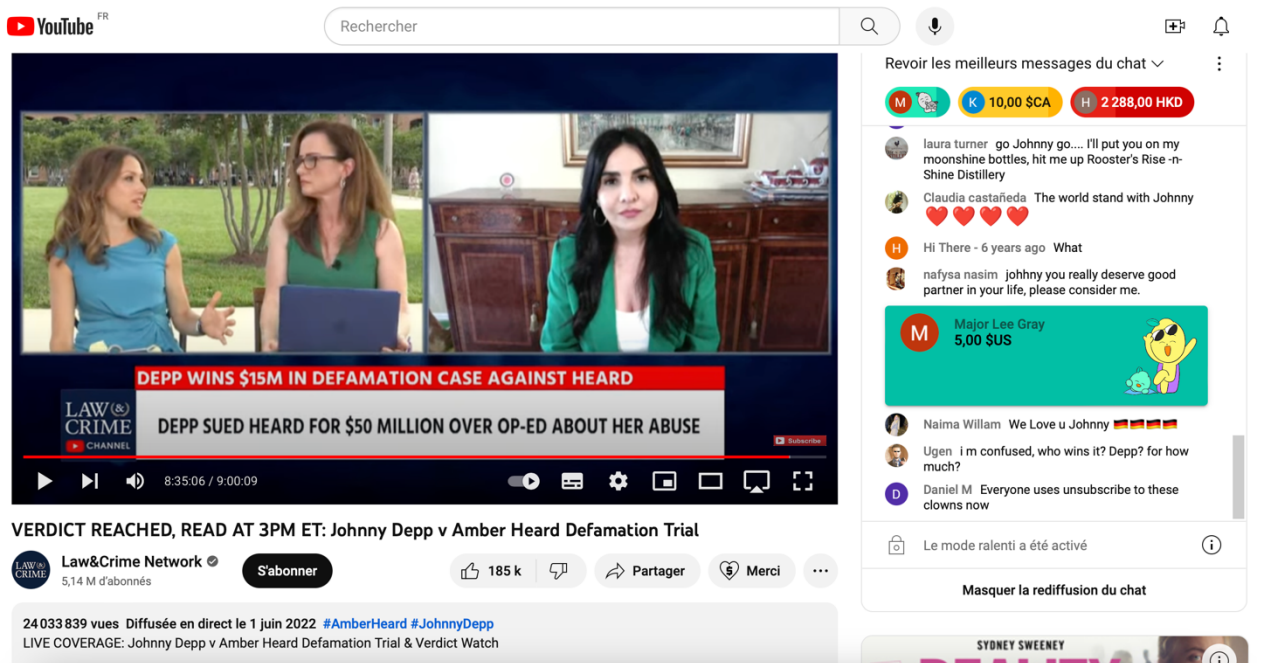 YouTube FR
Rechercher
DEPP WINS $15M IN DEFAMATION CASE AGAINST HEARD
LAW & CRIME CHANNEL
DEPP SUED HEARD FOR $50 MILLION OVER OP-ED ABOUT HER ABUSE
Subscribe
8:35:06 / 9:00:09
VERDICT REACHED, READ AT 3PM ET: Johnny Depp v Amber Heard Defamation Trial
LAW& CRIME
Law&Crime Network
5,14 M d'abonnés
S'abonner
185 k
Partager
Merci
24 033 839 vues Diffusée en direct le 1 juin 2022 #AmberHeard #JohnnyDepp
LIVE COVERAGE: Johnny Depp v Amber Heard Defamation Trial & Verdict Watch
Revoir les meilleurs messages du chat
M
K 10,00 $CA
H 2 288,00 HKD
laura turner go Johnny go.... I'll put you on my
moonshine bottles, hit me up Rooster's Rise -n-
Shine Distillery
Claudia castañeda The world stand with Johnny
❤️❤️❤️❤️
H Hi There - 6 years ago What
nafysa nasim johhny you really deserve good
partner in your life, please consider me.
M Major Lee Gray
5,00 $US
Naima Willam We Love u Johnny 🇩🇪🇩🇪🇩🇪🇩🇪
Ugen i m confused, who wins it? Depp? for how
much?
D Daniel M Everyone uses unsubscribe to these
clowns now
Le mode ralenti a été activé
Masquer la rediffusion du chat
SYDNEY SWEENEY
REALITY